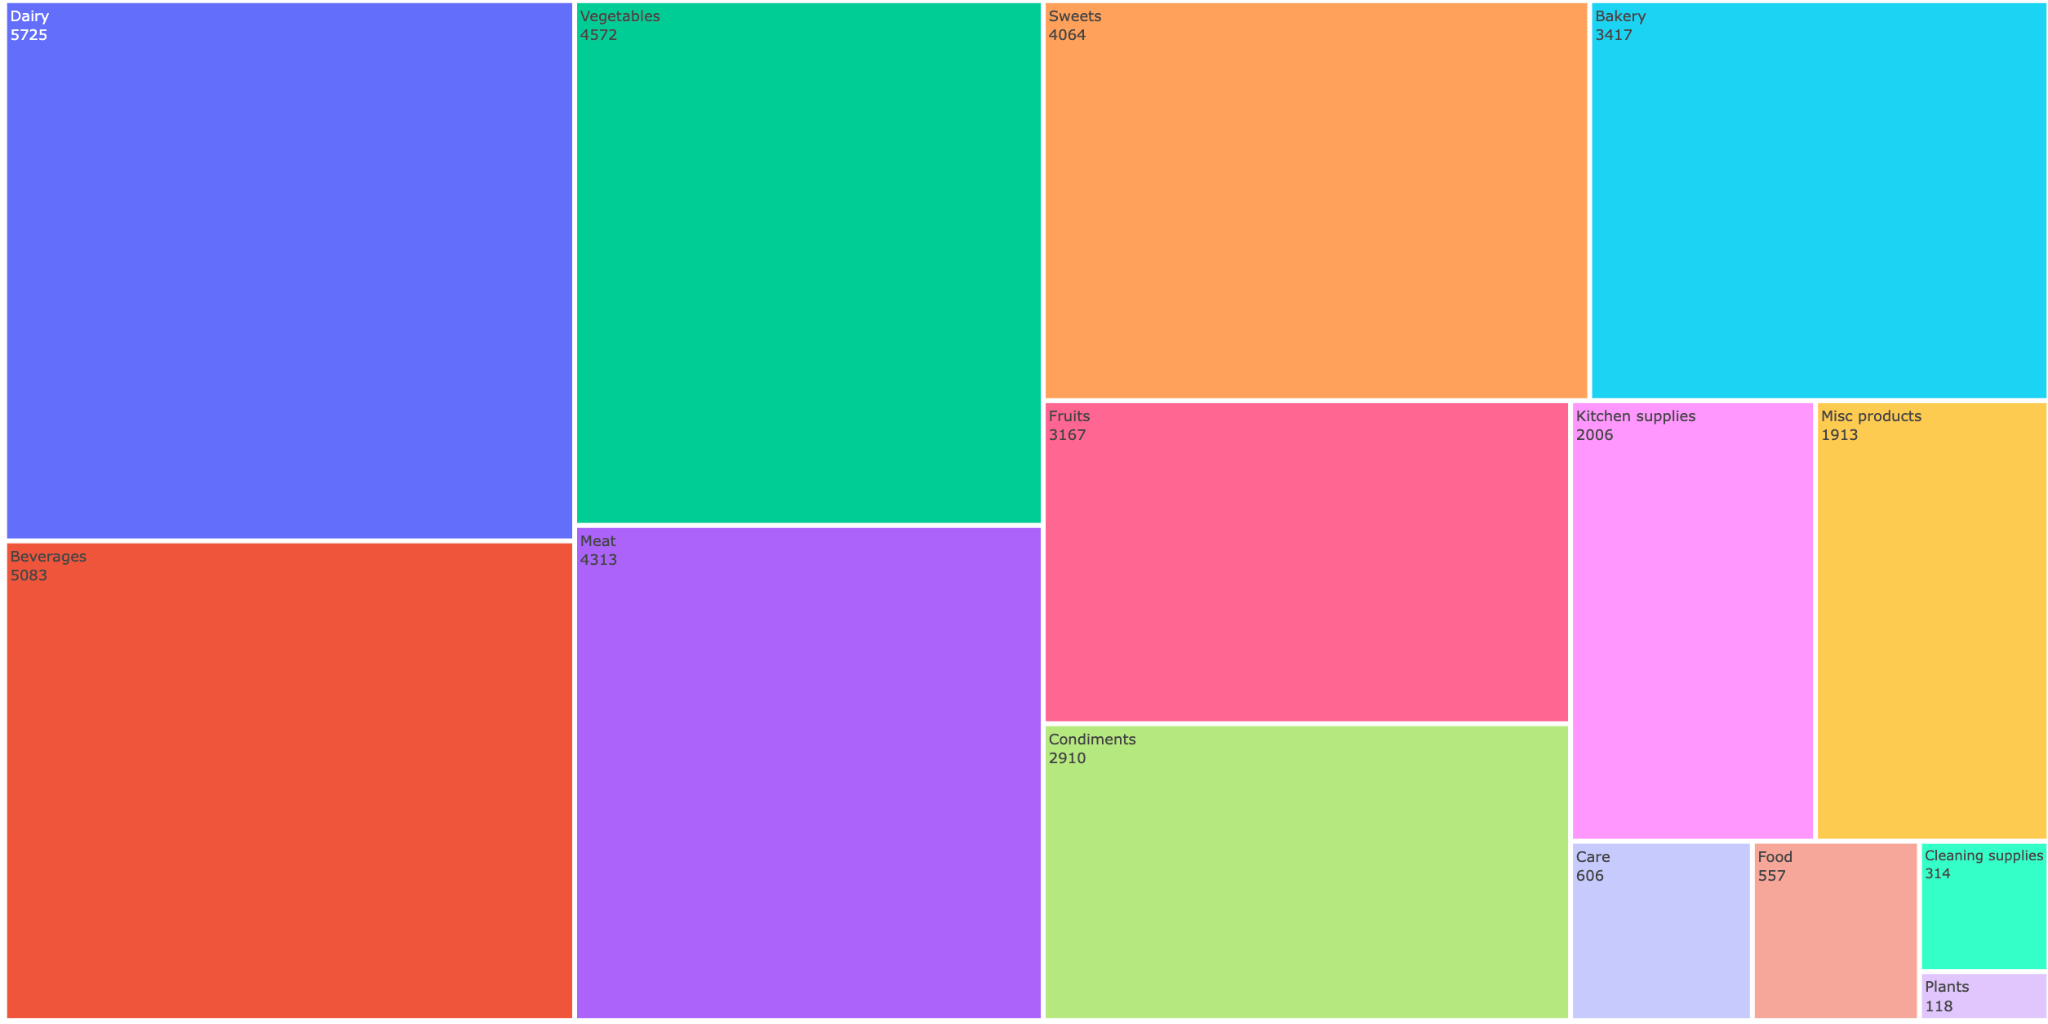 Dairy
5725
Vegetables
4572
Sweets
4064
Bakery
3417
Fruits
3167
Kitchen supplies
2006
Misc products
1913
Beverages
5083
Meat
4313
Condiments
2910
Care
606
Food
557
Cleaning supplies
314
Plants
118